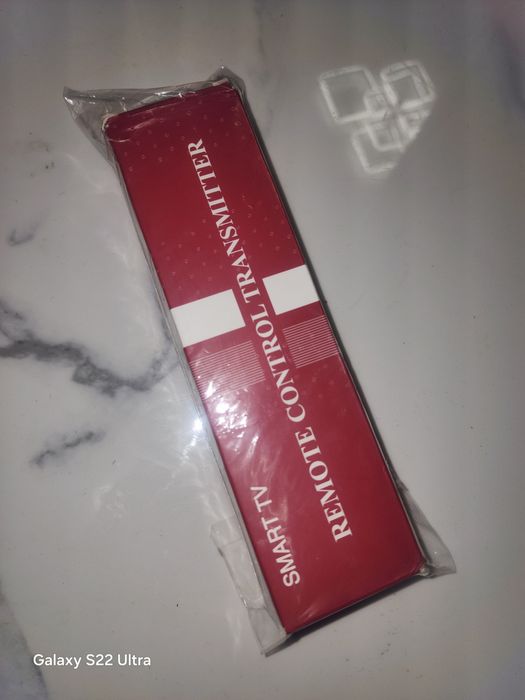 SMART TV
REMOTE CONTROL TRANSMITTER
Galaxy S22 Ultra